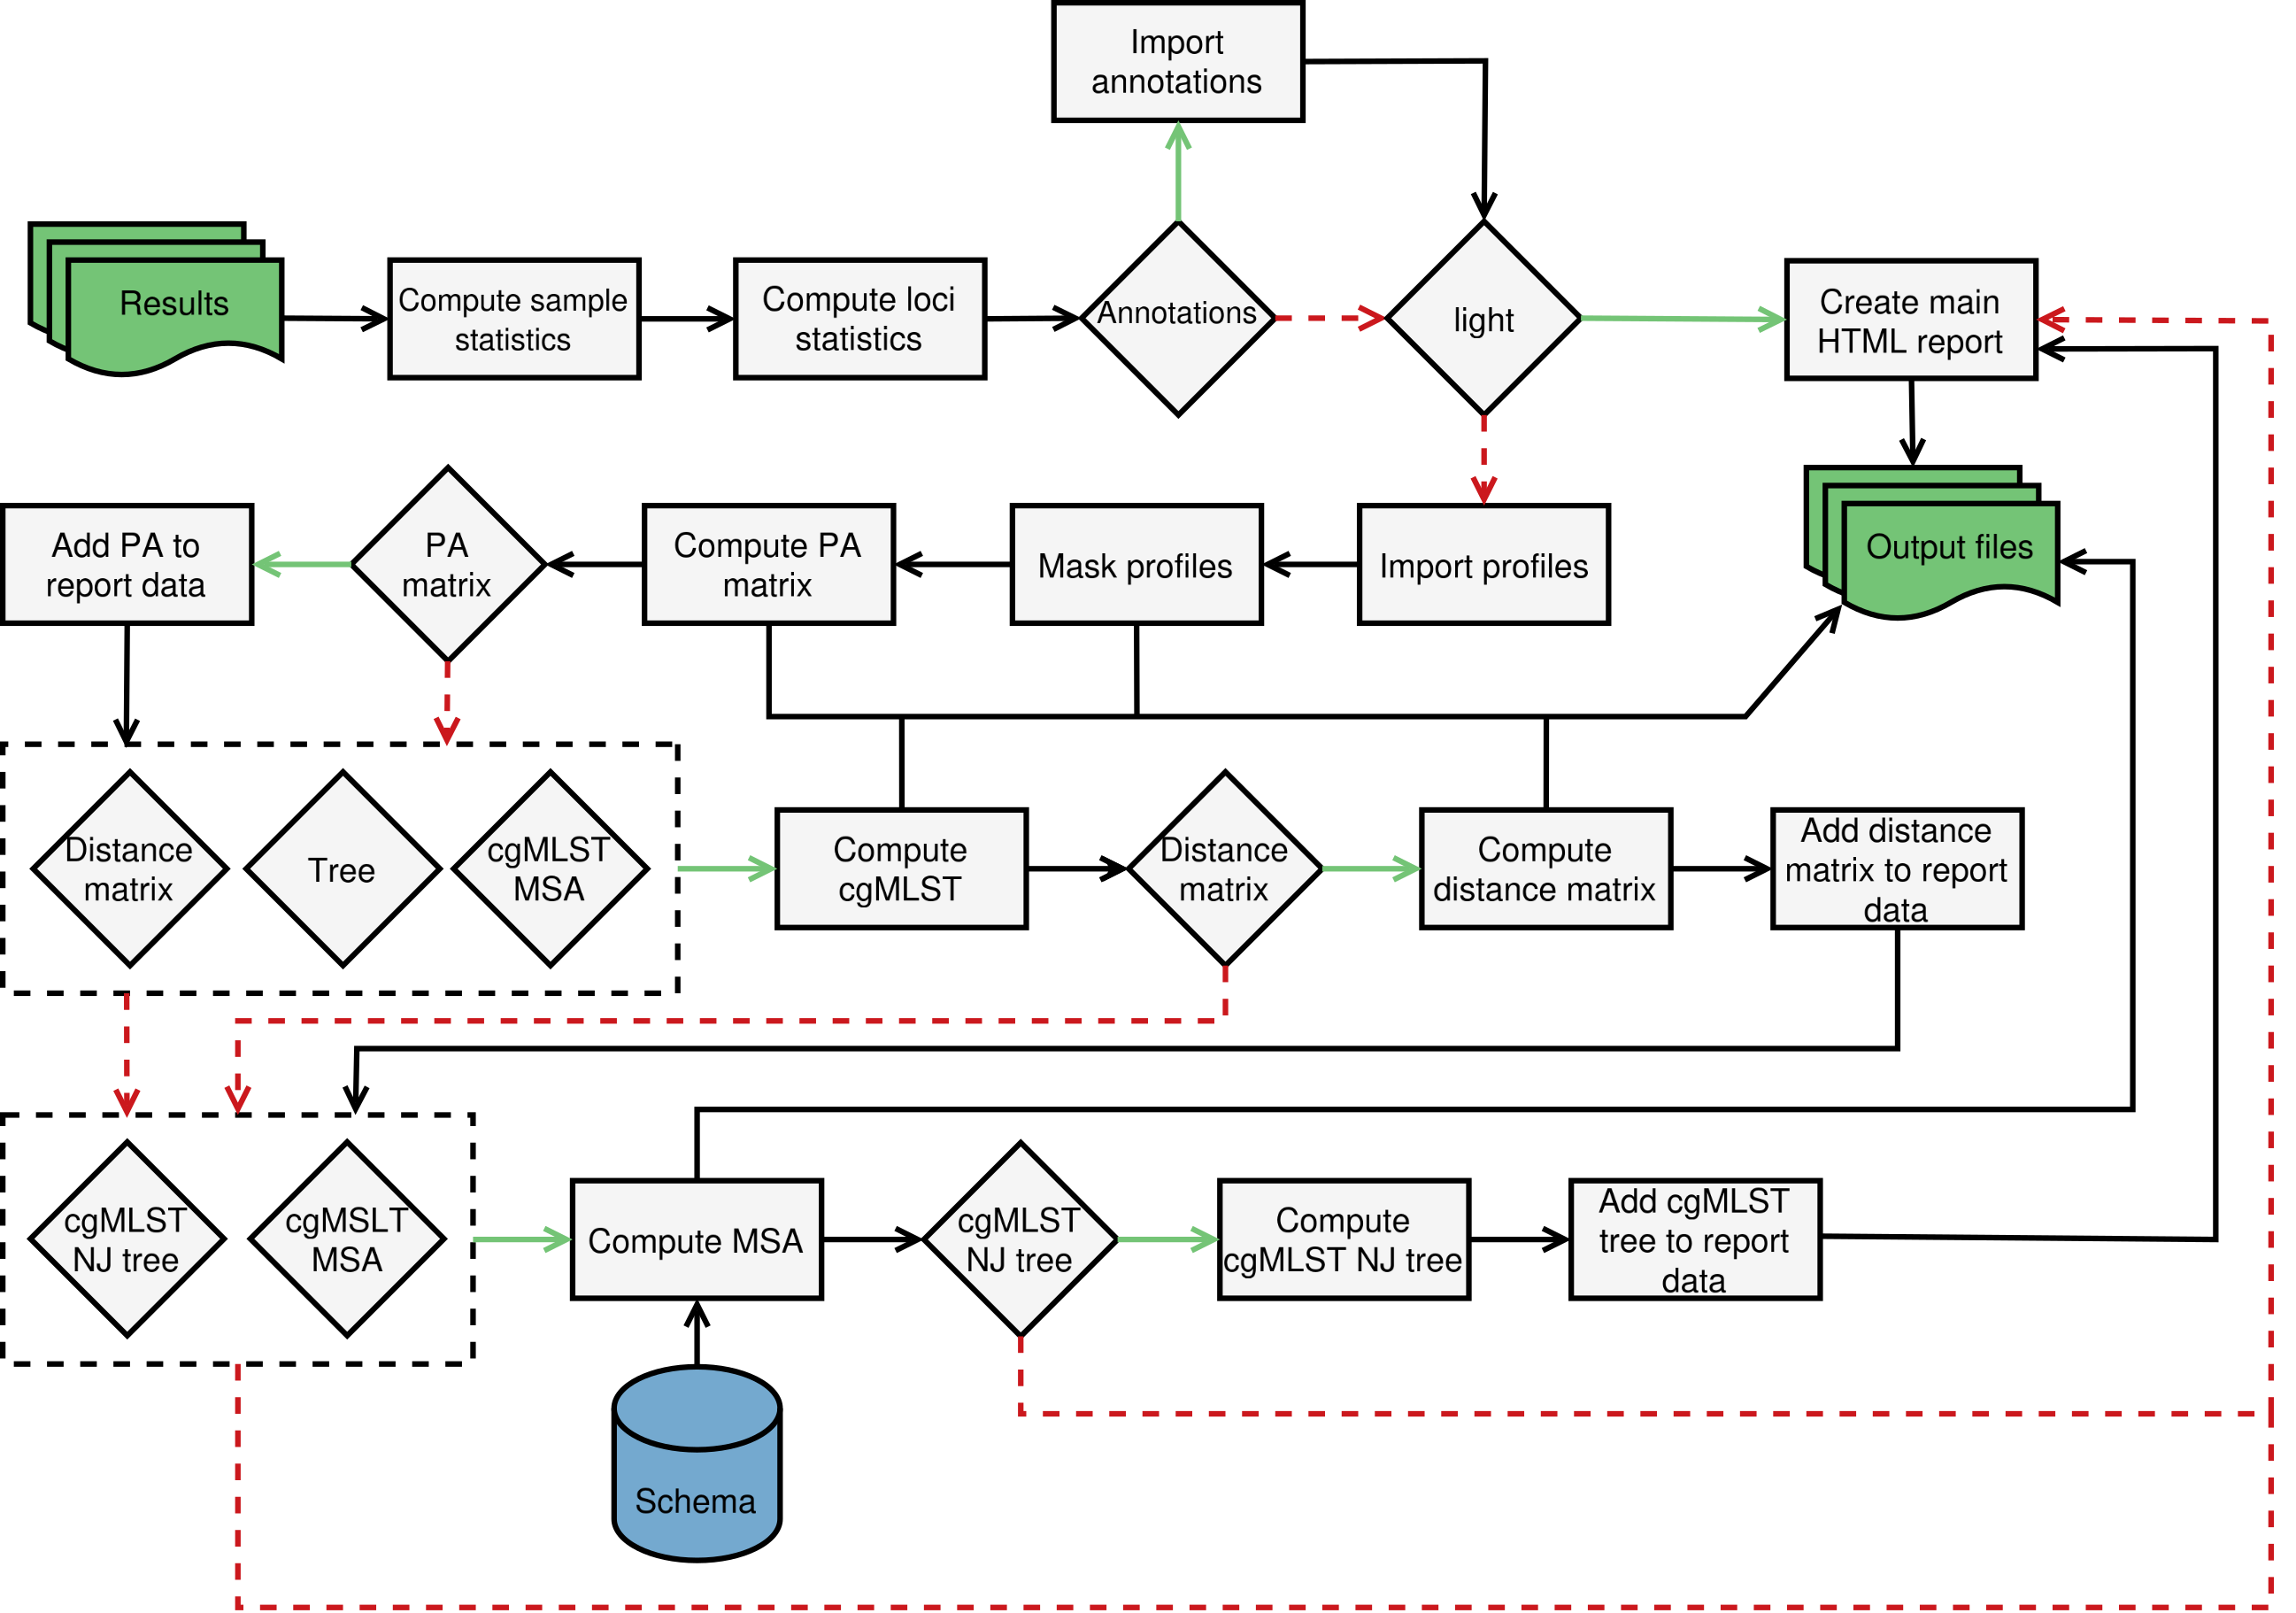 Import
annotations
Results
Compute sample
statistics
Compute loci
statistics
Annotations
light
Create main
HTML report
Add PA to
report data
PA
matrix
Compute PA
matrix
Mask profiles
Import profiles
Output files
Distance
matrix
Tree
cgMLST
MSA
Compute
cgMLST
Distance
matrix
Compute
distance matrix
Add distance
matrix to report
data
cgMLST
NJ tree
cgMSLT
MSA
Compute MSA
cgMLST
NJ tree
Compute
cgMLST NJ tree
Add cgMLST
tree to report
data
Schema